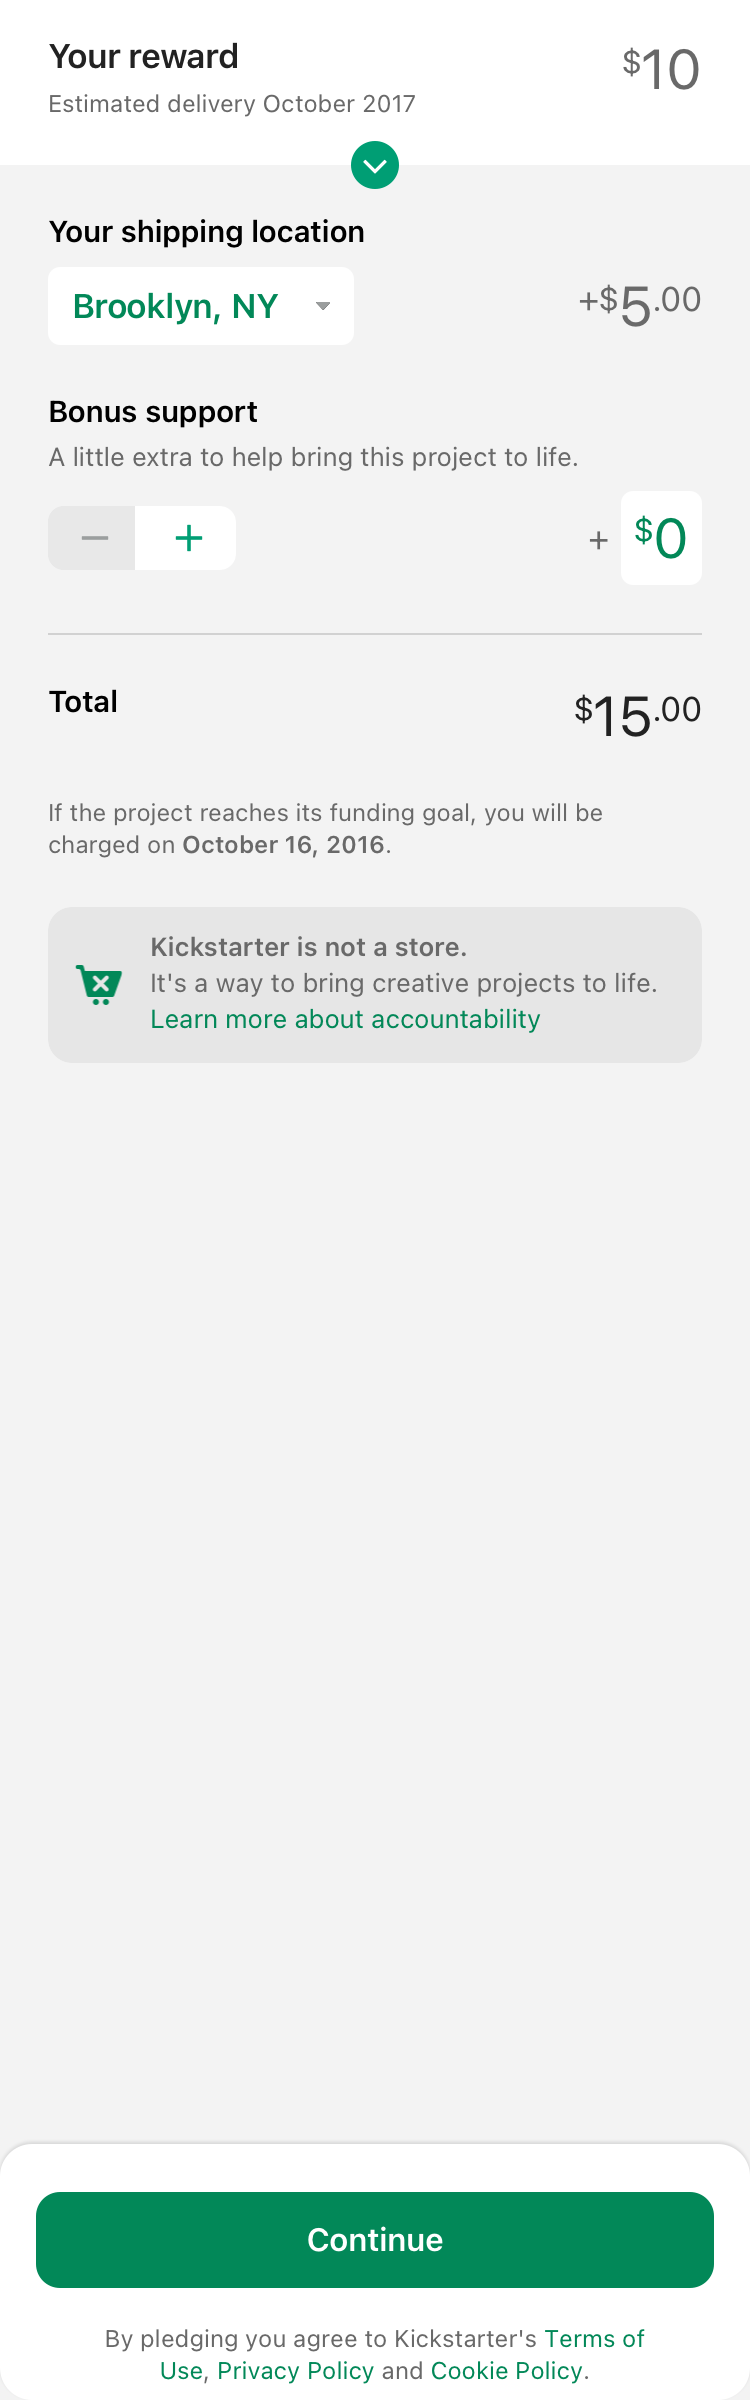 Your reward
$10
Estimated delivery October 2017
Your shipping location
Brooklyn, NY
+$5.00
Bonus support
A little extra to help bring this project to life.
− +
+ $0
Total
$15.00
If the project reaches its funding goal, you will be
charged on October 16, 2016.
Kickstarter is not a store.
It's a way to bring creative projects to life.
Learn more about accountability
Continue
By pledging you agree to Kickstarter's Terms of
Use, Privacy Policy and Cookie Policy.